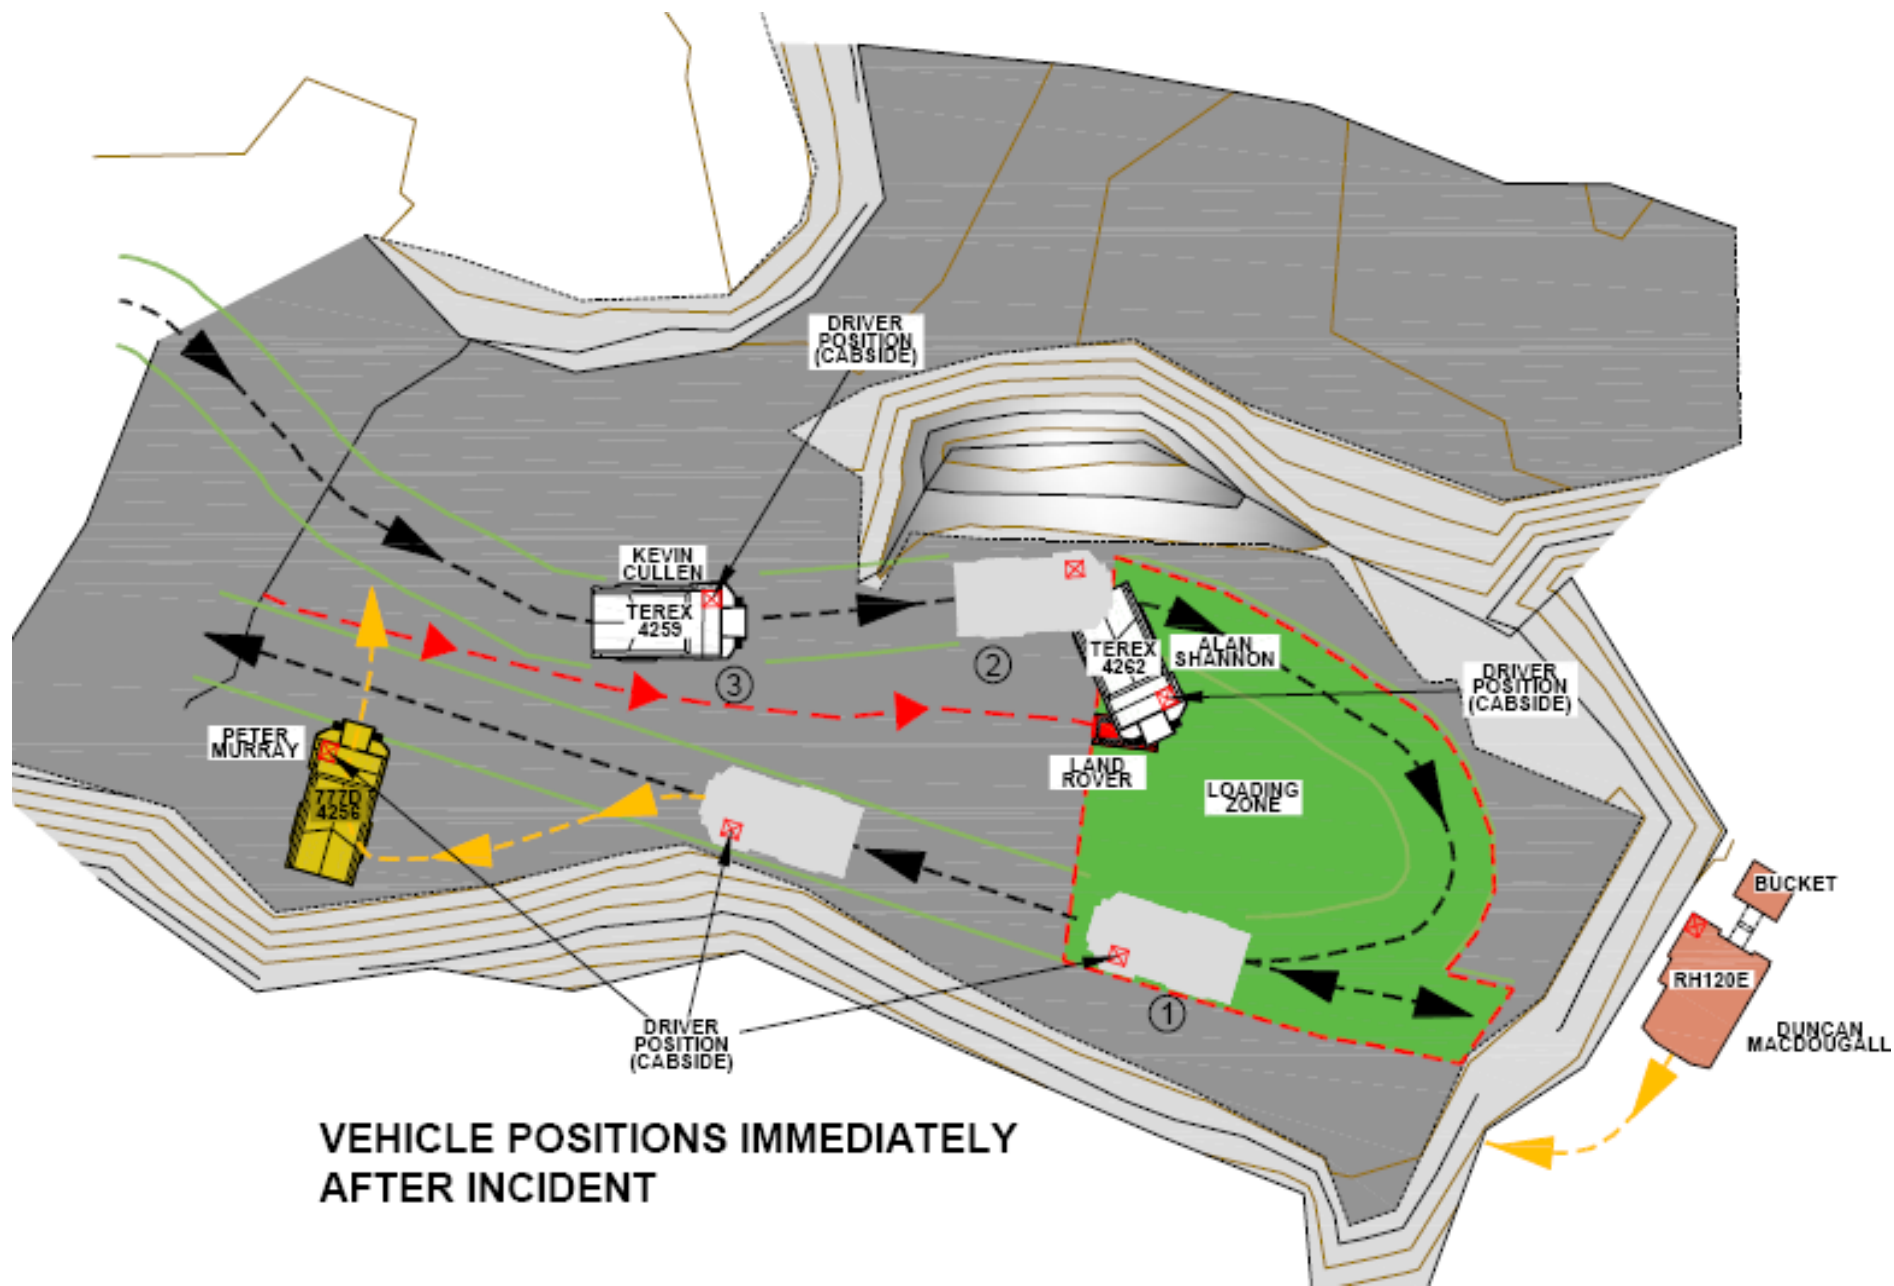 DRIVER
POSITION
(CABSIDE)
KEVIN
CULLEN
TEREX
4259
③
②
TEREX
4262
ALAN
SHANNON
DRIVER
POSITION
(CABSIDE)
PETER
MURRAY
777D
4256
LAND
ROVER
LOADING
ZONE
BUCKET
RH120E
①
DUNCAN
MACDOUGALL
DRIVER
POSITION
(CABSIDE)
VEHICLE POSITIONS IMMEDIATELY
AFTER INCIDENT